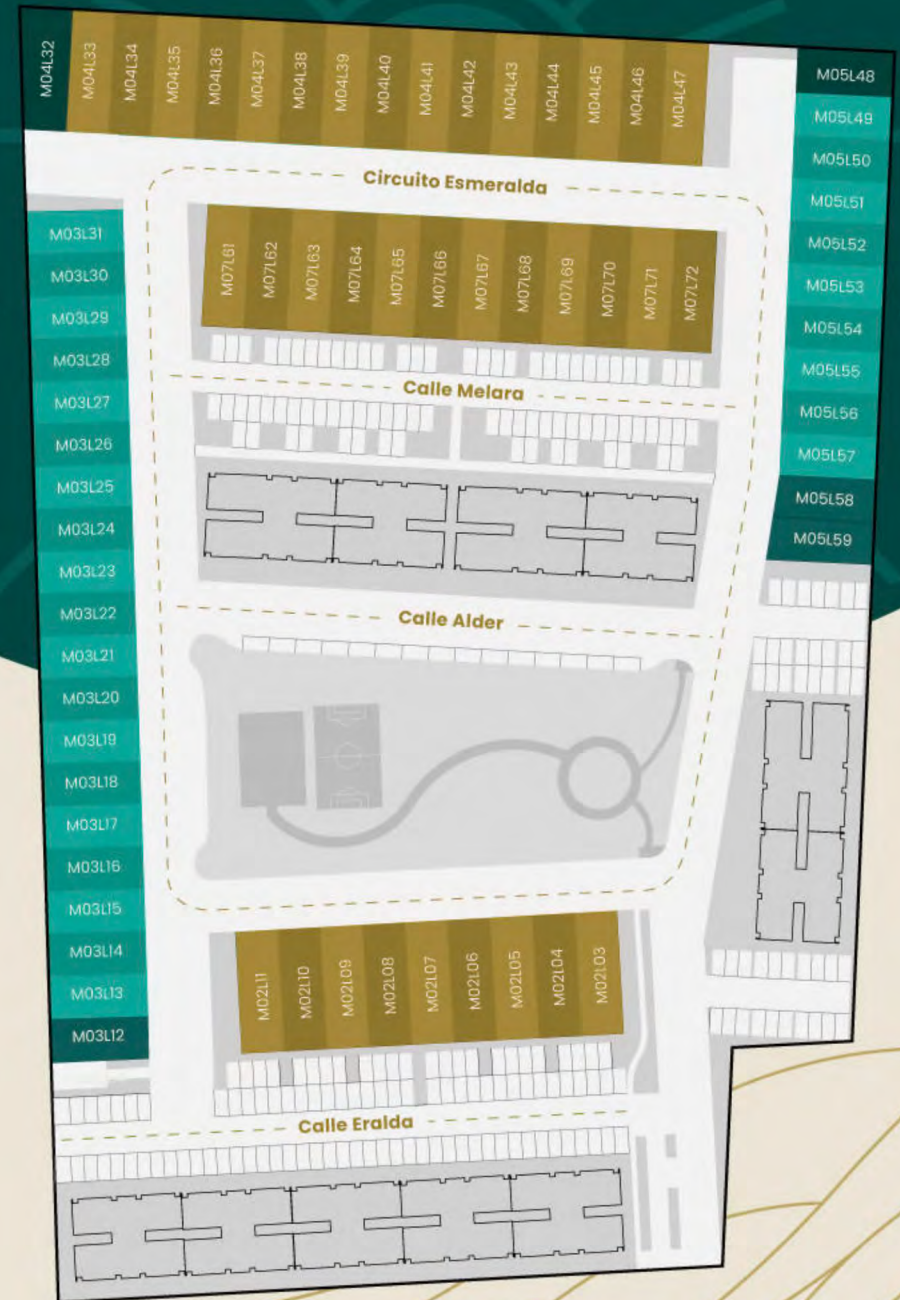 M04L32
M04L33
M04L34
M04L35
M04L36
M04L37
M04L38
M04L39
M04L40
M04L41
M04L42
M04L43
M04L44
M04L45
M04L46
M04L47
M05L48
M05L49
M05L50
M05L51
M05L52
M05L53
M05L54
M05L55
M05L56
M05L57
M05L58
M05L59
Circuito Esmeralda
M07L61
M07L62
M07L63
M07L64
M07L65
M07L66
M07L67
M07L68
M07L69
M07L70
M07L71
M07L72
M03L31
M03L30
M03L29
M03L28
M03L27
M03L26
M03L25
M03L24
M03L23
M03L22
M03L21
M03L20
M03L19
M03L18
M03L17
M03L16
M03L15
M03L14
M03L13
M03L12
Calle Melara
Calle Alder
M02L11
M02L10
M02L09
M02L08
M02L07
M02L06
M02L05
M02L04
M02L03
Calle Eralda